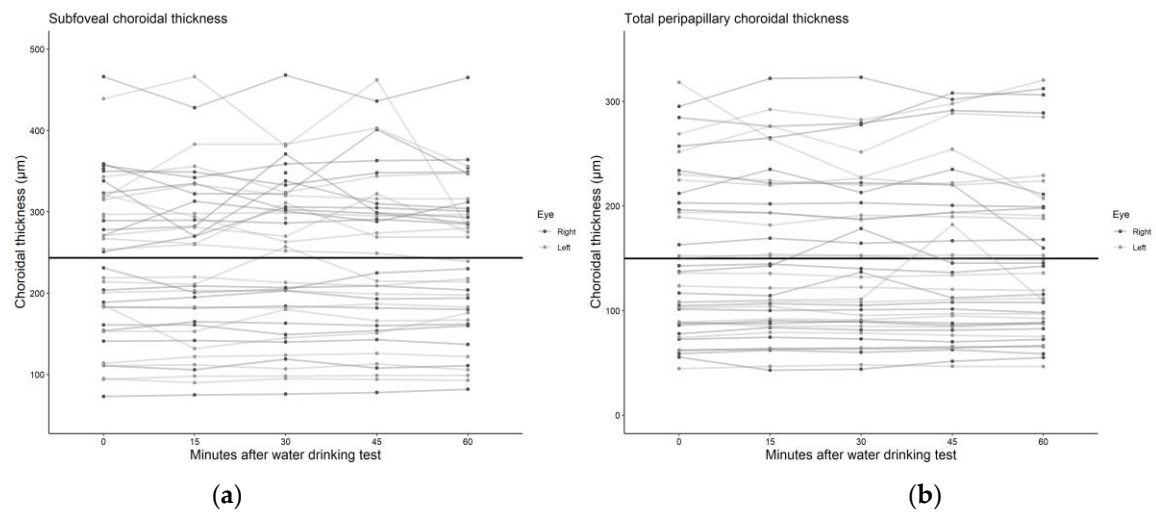 Subfoveal choroidal thickness
500
400
300
200
100
Choroidal thickness (µm)
0 15 30 45 60
Minutes after water drinking test
Eye
Right
Left
(a)
Total peripapillary choroidal thickness
300
200
100
0
Choroidal thickness (µm)
0 15 30 45 60
Minutes after water drinking test
Eye
Right
Left
(b)